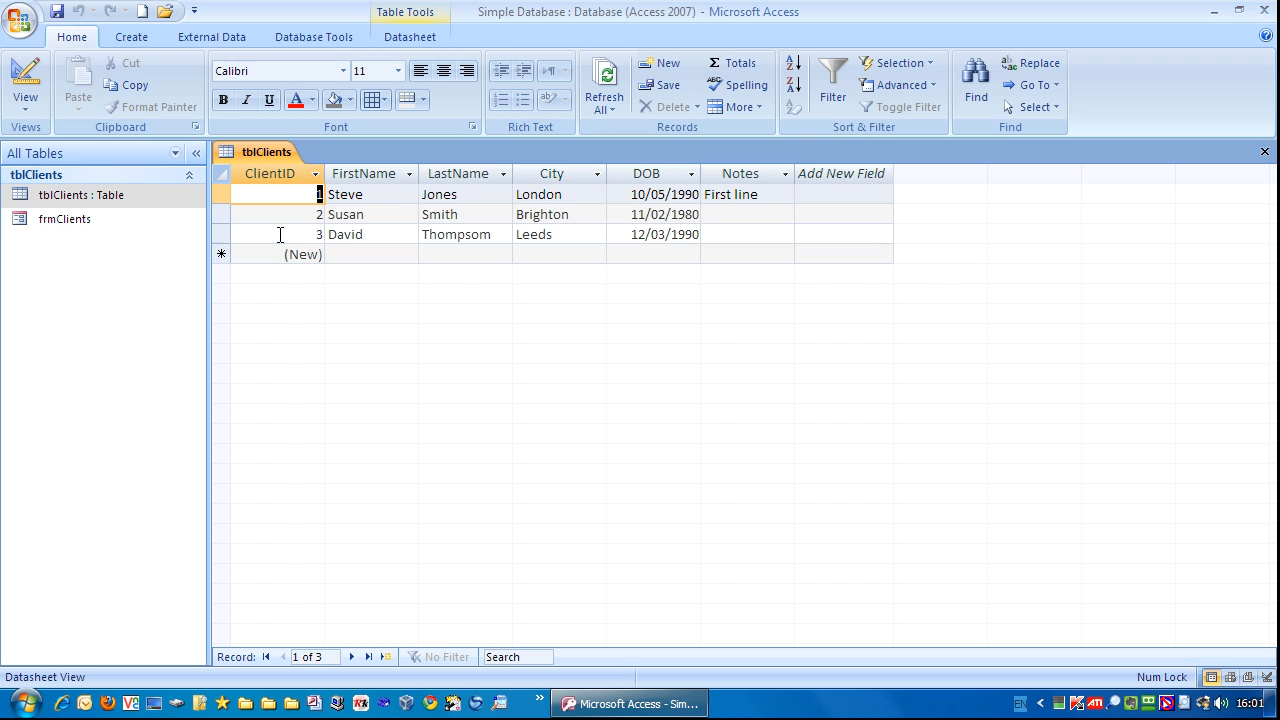 Table Tools
Simple Database : Database (Access 2007) - Microsoft Access
Home Create External Data Database Tools Datasheet
View
Views
Paste
Cut
Copy
Format Painter
Clipboard
Calibri 11
B I U A
Font
Rich Text
Refresh All
New
Save
Delete
Totals
Spelling
More
Records
Filter
Selection
Advanced
Toggle Filter
Sort & Filter
Find
Replace
Go To
Select
Find
All Tables
tblClients
tblClients : Table
frmClients
tblClients
ClientID FirstName LastName City DOB Notes Add New Field
1 Steve Jones London 10/05/1990 First line
2 Susan Smith Brighton 11/02/1980
3 David Thompsom Leeds 12/03/1990
(New)
Record: 1 of 3 No Filter Search
Datasheet View Num Lock
Microsoft Access - Sim... 16:01